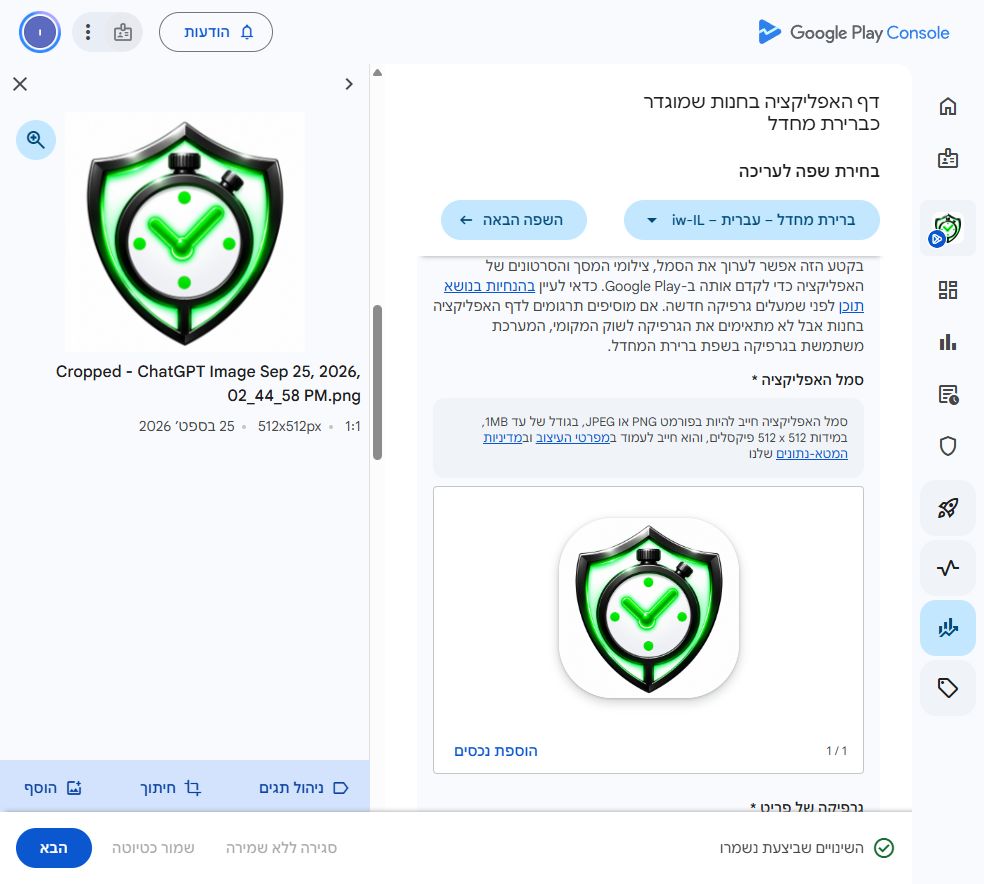 Google Play Console
הודעות
דף האפליקציה בחנות שמוגדר
כברירת מחדל
בחירת שפה לעריכה
ברירת מחדל – עברית – iw-IL
השפה הבאה
בקטע הזה אפשר לערוך את הסמל, צילומי המסך והסרטונים של
האפליקציה כדי לקדם אותה ב-Google Play. כדאי לעיין בהנחיות בנושא
תוכן לפני שמעלים גרפיקה חדשה. אם מוסיפים תרגומים לדף האפליקציה
בחנות אבל לא מתאימים את הגרפיקה לשוק המקומי, המערכת
משתמשת בגרפיקה בשפת ברירת המחדל.
סמל האפליקציה *
סמל האפליקציה חייב להיות בפורמט PNG או JPEG, בגודל של עד 1MB,
במידות 512 x 512 פיקסלים, והוא חייב לעמוד במפרטי העיצוב ובמדיניות
המטא-נתונים שלנו
1 / 1
הוספת נכסים
גרפיקה של פריט *
Cropped - ChatGPT Image Sep 25, 2026,
02_44_58 PM.png
1:1 • 512x512px • 25 בספט׳ 2026
ניהול תגים
חיתוך
הוסף
השינויים שביצעת נשמרו
סגירה ללא שמירה
שמור כטיוטה
הבא